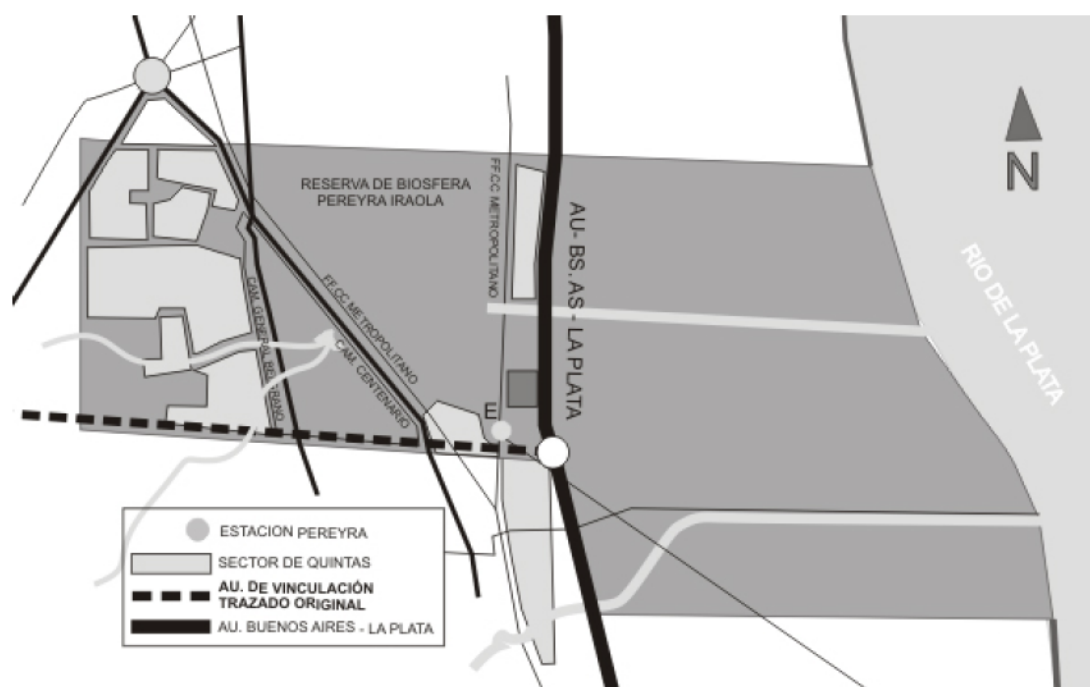 RESERVA DE BIOSFERA
PEREYRA IRAOLA
FF.CC METROPOLITANO
AU- BS. AS - LA PLATA
N
RIO DE LA PLATA
CAM. GENERAL BELGRANO
FF.CC METROPOLITANO
CAM. CENTENARIO
E
ESTACION PEREYRA
SECTOR DE QUINTAS
AU. DE VINCULACIÓN
TRAZADO ORIGINAL
AU. BUENOS AIRES - LA PLATA